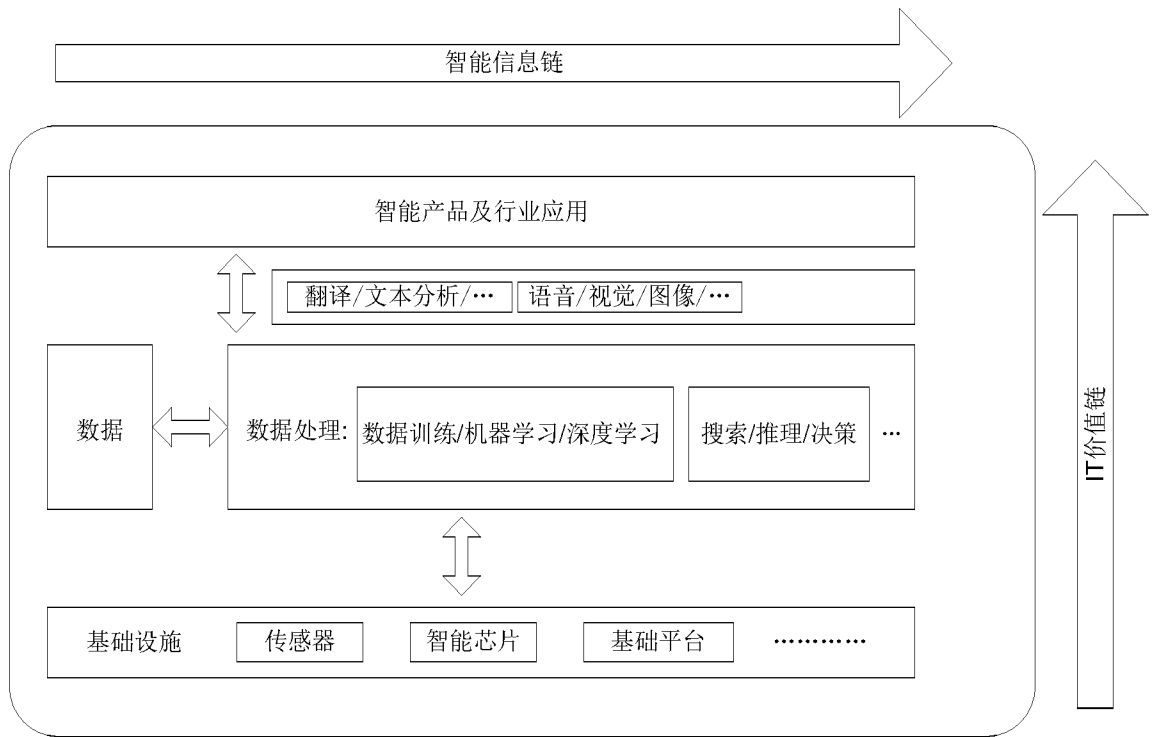 智能信息链
智能产品及行业应用
翻译/文本分析/… 语音/视觉/图像/…
数据
数据处理: 数据训练/机器学习/深度学习 搜索/推理/决策 …
IT价值链
基础设施 传感器 智能芯片 基础平台 …………